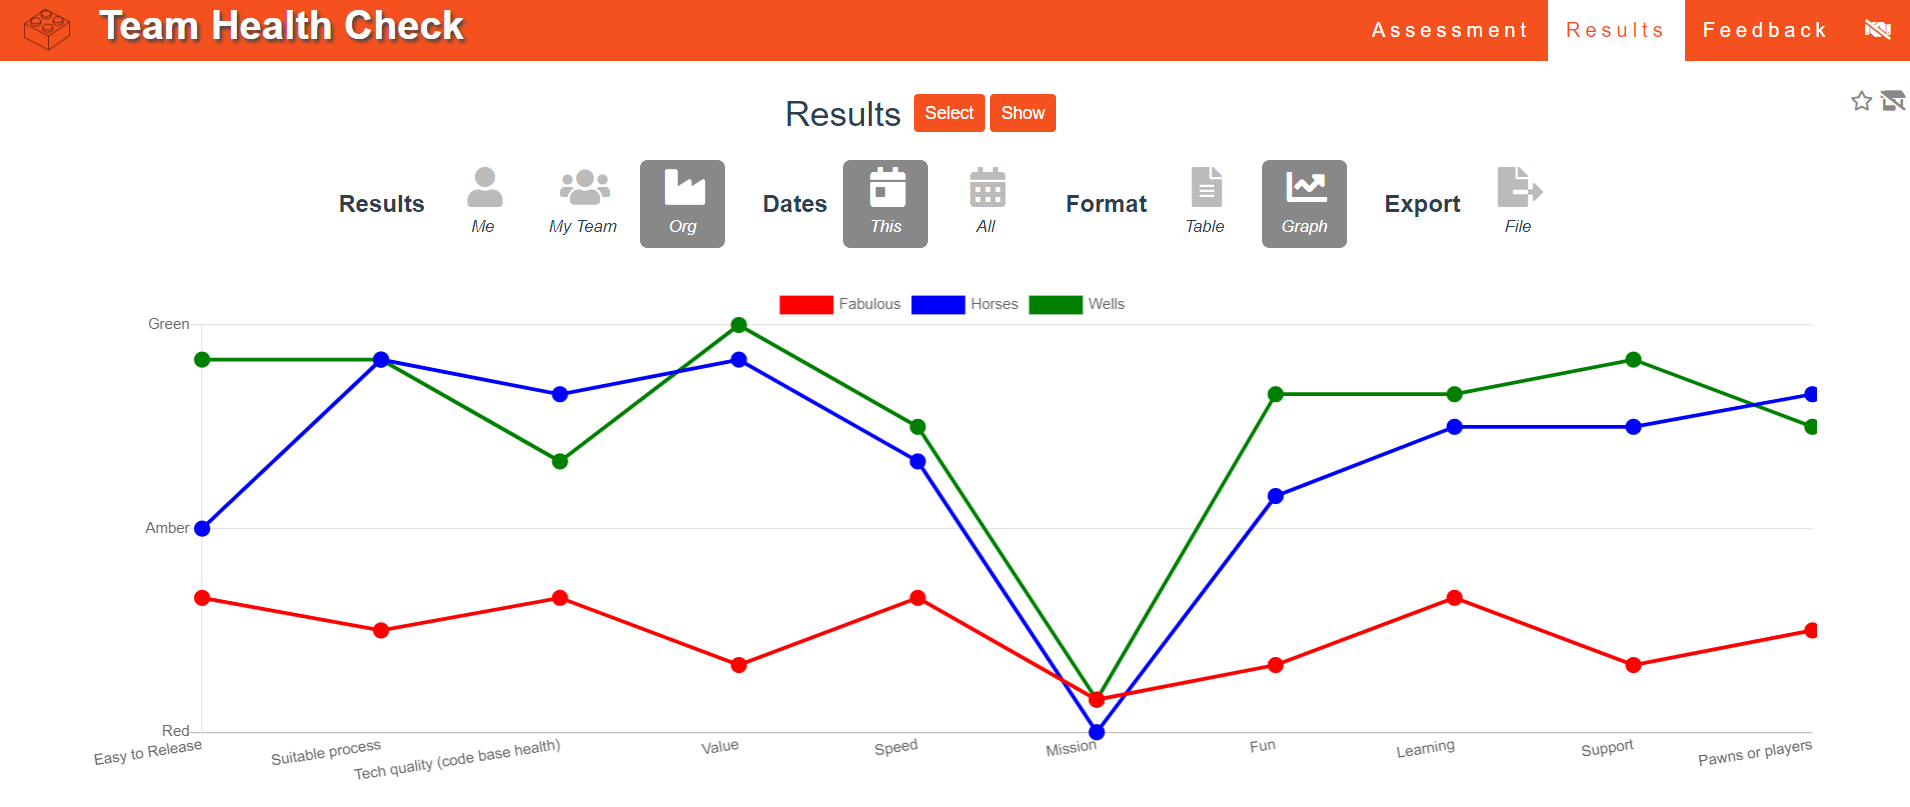 Team Health Check
Assessment
Results
Feedback
Results
Select
Show
Results
Me
My Team
Org
Dates
This
All
Format
Table
Graph
Export
File
Fabulous
Horses
Wells
Green
Amber
Red
Easy to Release
Suitable process
Tech quality (code base health)
Value
Speed
Mission
Fun
Learning
Support
Pawns or players